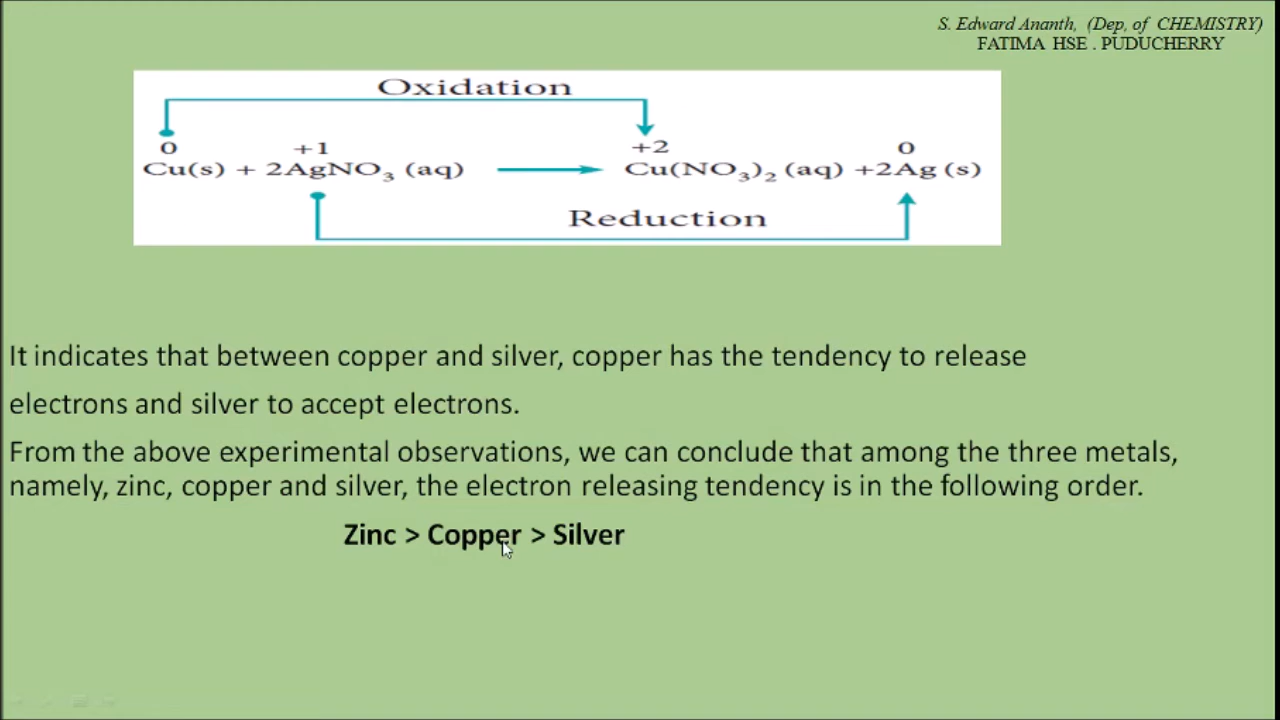 S. Edward Ananth, (Dep, of CHEMISTRY)
FATIMA HSE . PUDUCHERRY
Oxidation
0 +1 +2 0
Cu(s) + 2AgNO₃ (aq) → Cu(NO₃)₂ (aq) +2Ag (s)
Reduction
It indicates that between copper and silver, copper has the tendency to release
electrons and silver to accept electrons.
From the above experimental observations, we can conclude that among the three metals,
namely, zinc, copper and silver, the electron releasing tendency is in the following order.
Zinc > Copper > Silver